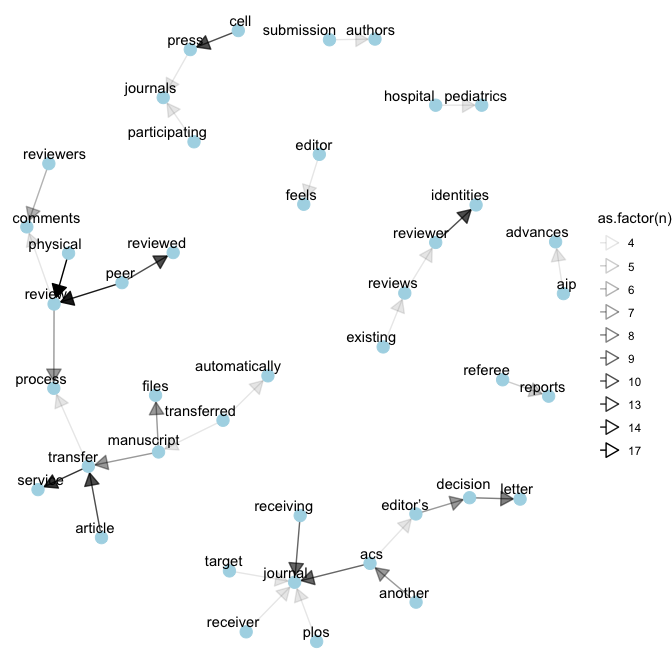 cell
submission authors
press
journals
hospital pediatrics
participating
editor
reviewers
feels
identities
comments
reviewer
advances
physical
reviewed
peer
reviews
aip
review
existing
automatically
referee
process
files
reports
transferred
manuscript
transfer
service
decision
letter
receiving
editor's
article
target
acs
journal
another
receiver
plos
as.factor(n)
4
5
6
7
8
9
10
13
14
17